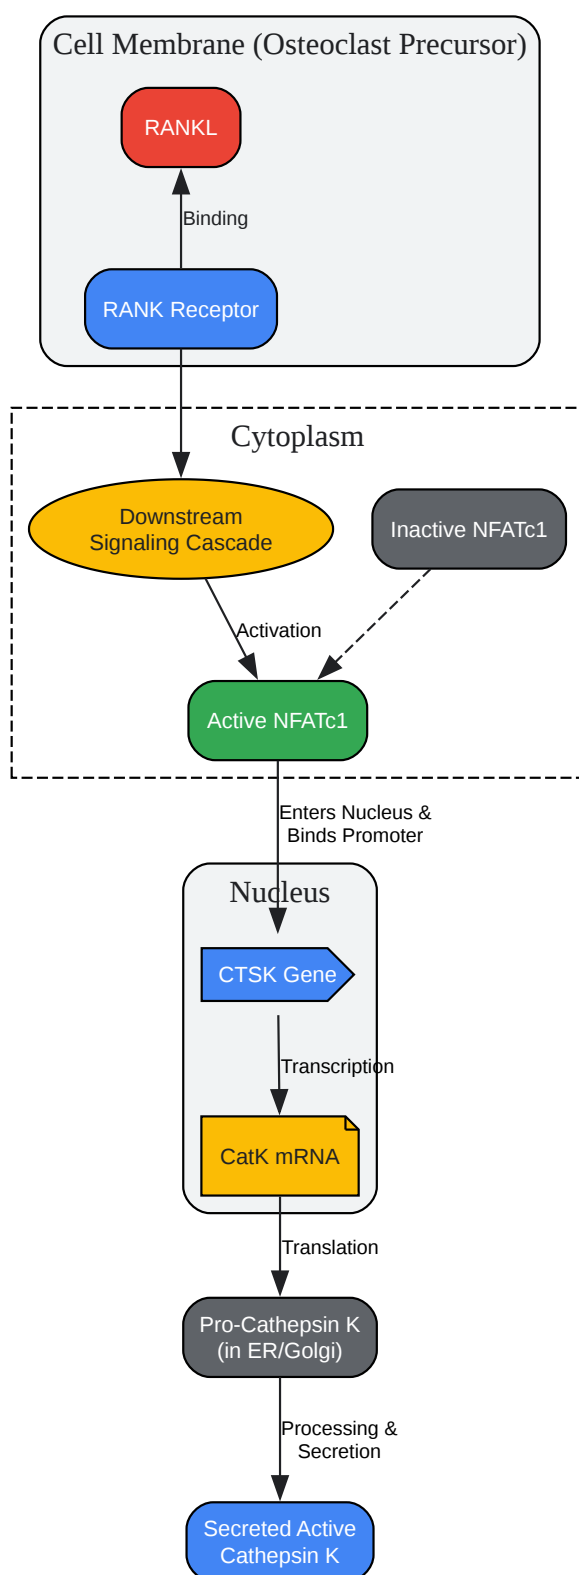 Cell Membrane (Osteoclast Precursor)
RANKL
Binding
RANK Receptor
Cytoplasm
Downstream
Signaling Cascade
Inactive NFATc1
Activation
Active NFATc1
Enters Nucleus &
Binds Promoter
Nucleus
CTSK Gene
Transcription
CatK mRNA
Translation
Pro-Cathepsin K
(in ER/Golgi)
Processing &
Secretion
Secreted Active
Cathepsin K